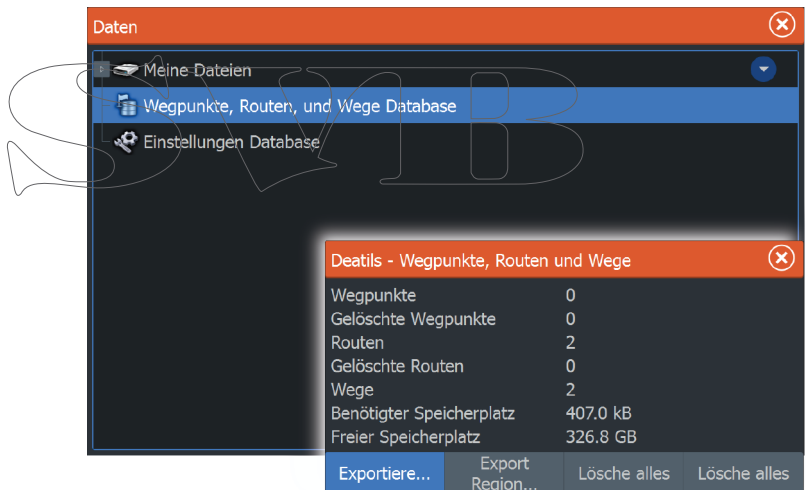 Daten
Meine Dateien
Wegpunkte, Routen, und Wege Database
Einstellungen Database
SVB
Deatils - Wegpunkte, Routen und Wege
Wegpunkte 0
Gelöschte Wegpunkte 0
Routen 2
Gelöschte Routen 0
Wege 2
Benötigter Speicherplatz 407.0 kB
Freier Speicherplatz 326.8 GB
Exportiere... Export Region... Lösche alles Lösche alles